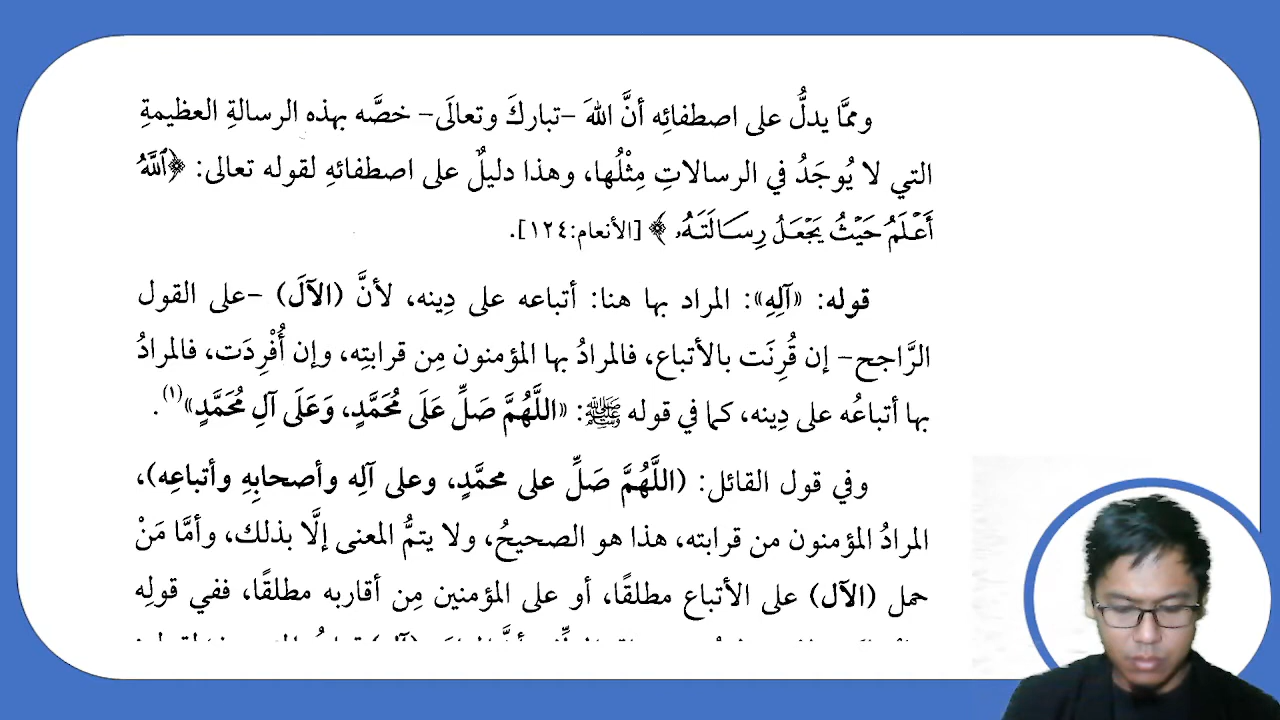 وممَّا يدلُّ على اصطفائِه أنَّ اللهَ –تباركَ وتعالَى– خصَّه بهذه الرسالةِ العظيمةِ
التي لا يُوجَدُ في الرسالاتِ مِثْلُها، وهذا دليلٌ على اصطفائهِ لقوله تعالى: ﴿ٱللَّهُ
أَعْلَمُ حَيْثُ يَجْعَلُ رِسَالَتَهُۥ﴾ [الأنعام:١٢٤].
قوله: «آلِهِ»: المراد بها هنا: أتباعه على دِينه، لأنَّ (الآلَ) –على القول
الرَّاجح– إن قُرِنَت بالأتباع، فالمرادُ بها المؤمنون مِن قرابتِه، وإن أُفْرِدَت، فالمرادُ
بها أتباعُه على دِينه، كما في قوله ﷺ: «اللَّهُمَّ صَلِّ عَلَى مُحَمَّدٍ، وَعَلَى آلِ مُحَمَّدٍ»(١).
وفي قول القائل: (اللَّهُمَّ صَلِّ على محمَّدٍ، وعلى آلِه وأصحابِهِ وأتباعِه)،
المرادُ المؤمنون من قرابته، هذا هو الصحيحُ، ولا يتمُّ المعنى إلَّا بذلك، وأمَّا مَنْ
حمل (الآل) على الأتباع مطلقًا، أو على المؤمنين مِن أقاربه مطلقًا، ففي قولِه